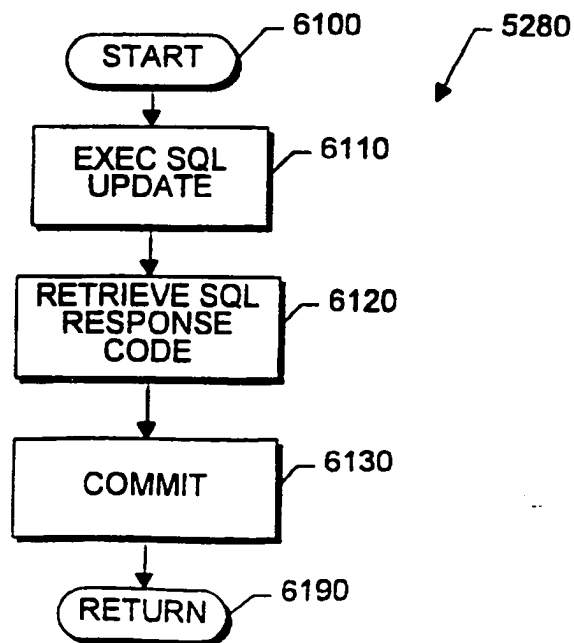 START
6100
5280
EXEC SQL
UPDATE
6110
RETRIEVE SQL
RESPONSE
CODE
6120
COMMIT
6130
RETURN
6190